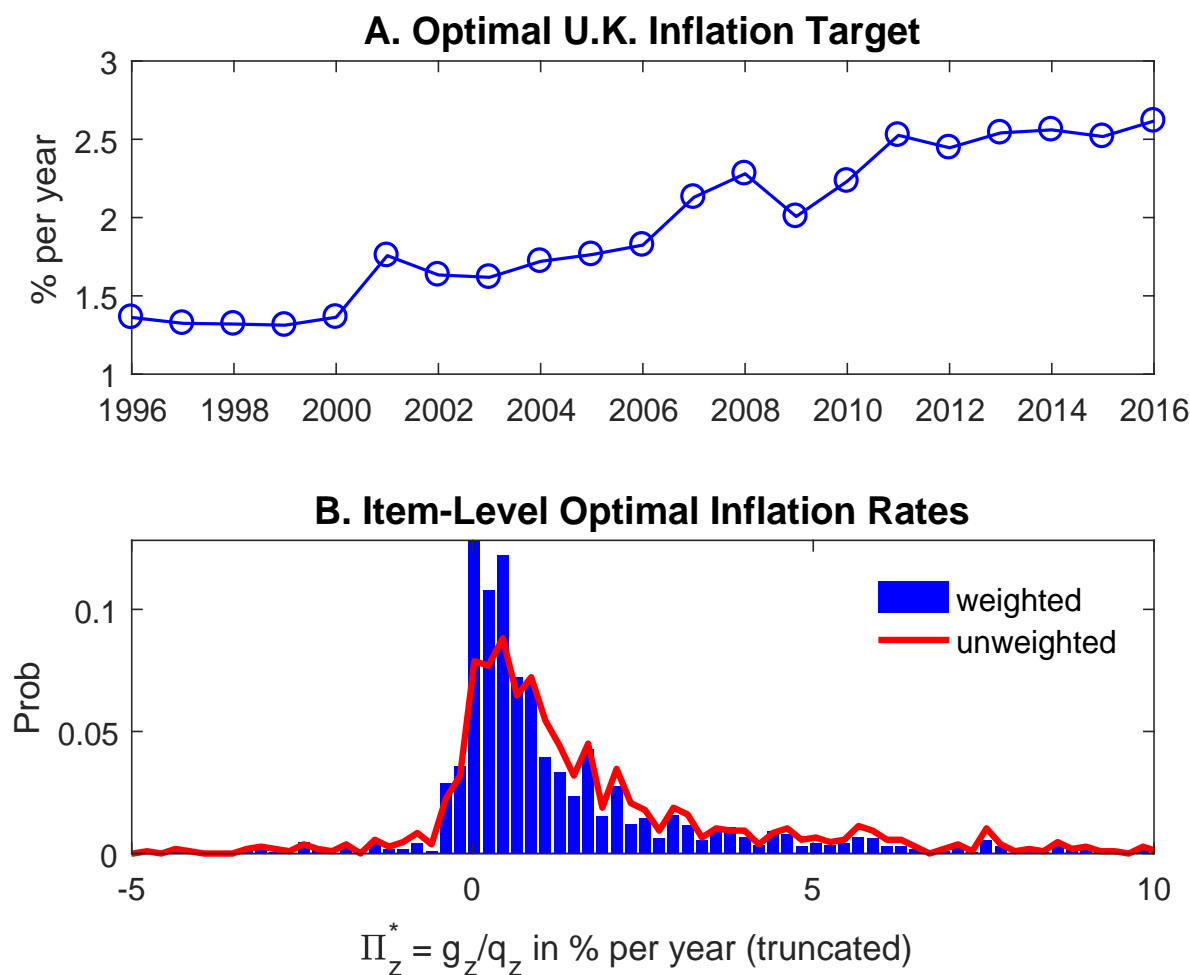 A. Optimal U.K. Inflation Target
3
2.5
2
1.5
1
% per year
1996 1998 2000 2002 2004 2006 2008 2010 2012 2014 2016
B. Item-Level Optimal Inflation Rates
0.1
0.05
0
Prob
weighted
unweighted
-5 0 5 10
Π*z = gz/qz in % per year (truncated)